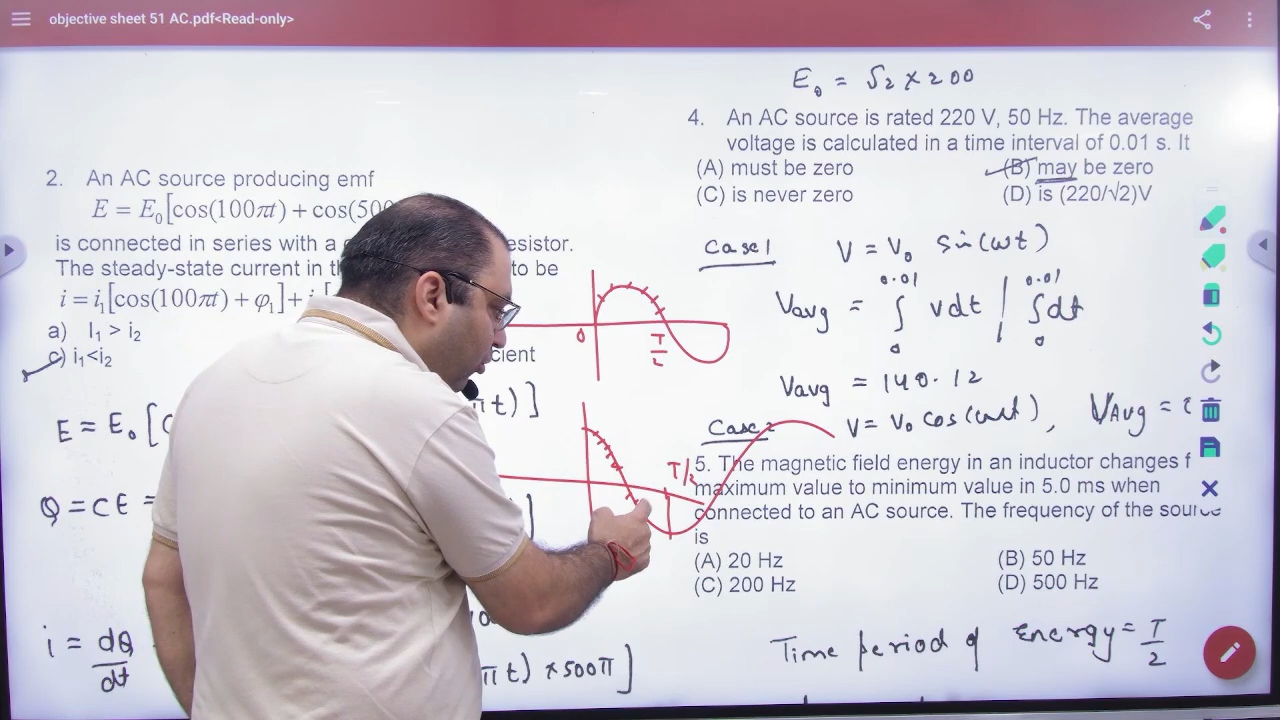 objective sheet 51 AC.pdf<Read-only>
2. An AC source producing emf
E = E₀[cos(100πt) + cos(500
is connected in series with a esistor.
The steady-state current in t to be
i = i₁[cos(100πt) + φ₁] + i
a) I₁ > i₂
c) i₁<i₂
cient
πt)]
E = E₀ [C
Q = CE =
i = dQ/dt
πt) × 500π]
0
T/2
T/2
E₀ = √2 × 200
4. An AC source is rated 220 V, 50 Hz. The average
voltage is calculated in a time interval of 0.01 s. It
(A) must be zero (B) may be zero
(C) is never zero (D) is (220/√2)V
Case 1 V = V₀ sin(ωt)
Vavg = ∫₀^0.01 vdt / ∫₀^0.01 dt
Vavg = 140.12
Case 2 V = V₀ cos(ωt), VAvg =
5. The magnetic field energy in an inductor changes f
maximum value to minimum value in 5.0 ms when
connected to an AC source. The frequency of the source
is
(A) 20 Hz (B) 50 Hz
(C) 200 Hz (D) 500 Hz
Time period of Energy = T/2